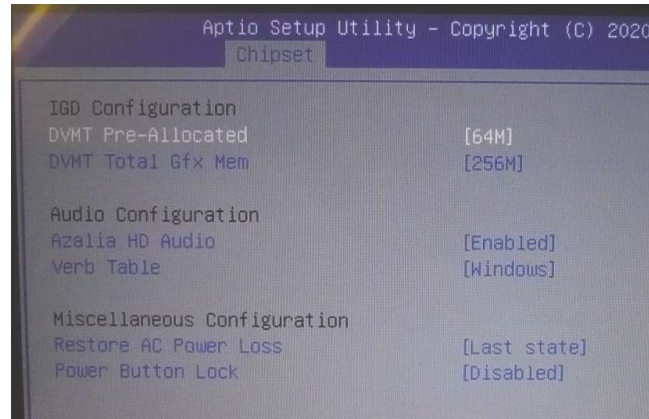 Aptio Setup Utility – Copyright (C) 2020
Chipset
IGD Configuration
DVMT Pre-Allocated [64M]
DVMT Total Gfx Mem [256M]
Audio Configuration
Azalia HD Audio [Enabled]
Verb Table [Windows]
Miscellaneous Configuration
Restore AC Power Loss [Last state]
Power Button Lock [Disabled]